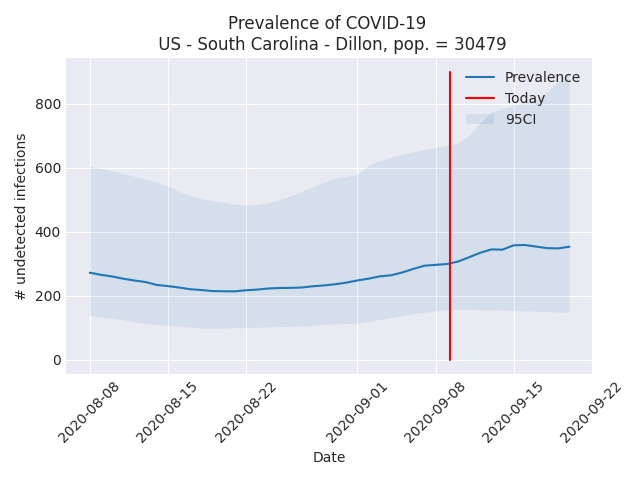 Prevalence of COVID-19
US - South Carolina - Dillon, pop. = 30479
Prevalence
Today
95CI
# undetected infections
800
600
400
200
0
2020-08-08
2020-08-15
2020-08-22
2020-09-01
2020-09-08
2020-09-15
2020-09-22
Date